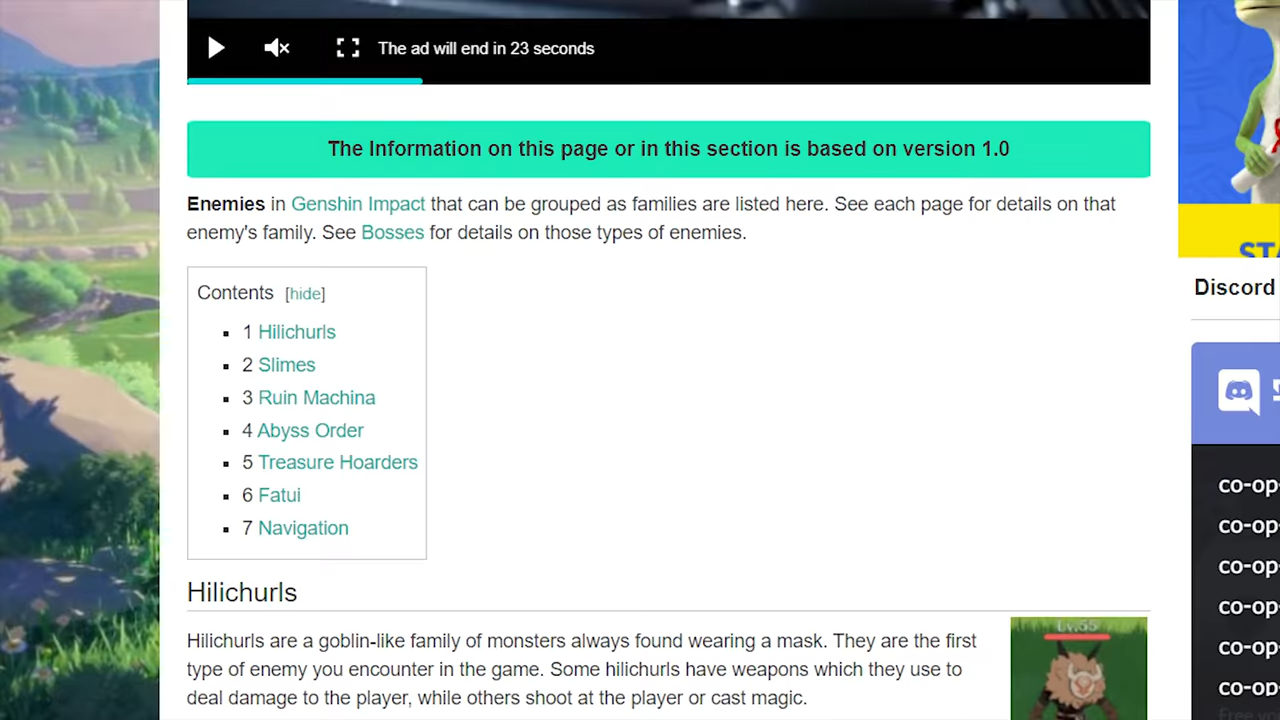 The ad will end in 23 seconds
The Information on this page or in this section is based on version 1.0
Enemies in Genshin Impact that can be grouped as families are listed here. See each page for details on that
enemy's family. See Bosses for details on those types of enemies.
Contents [hide]
1 Hilichurls
2 Slimes
3 Ruin Machina
4 Abyss Order
5 Treasure Hoarders
6 Fatui
7 Navigation
Hilichurls
Hilichurls are a goblin-like family of monsters always found wearing a mask. They are the first
type of enemy you encounter in the game. Some hilichurls have weapons which they use to
deal damage to the player, while others shoot at the player or cast magic.
Lv.55
Discord
co-op-
co-op-
co-op-
co-op-
co-op-
co-op-